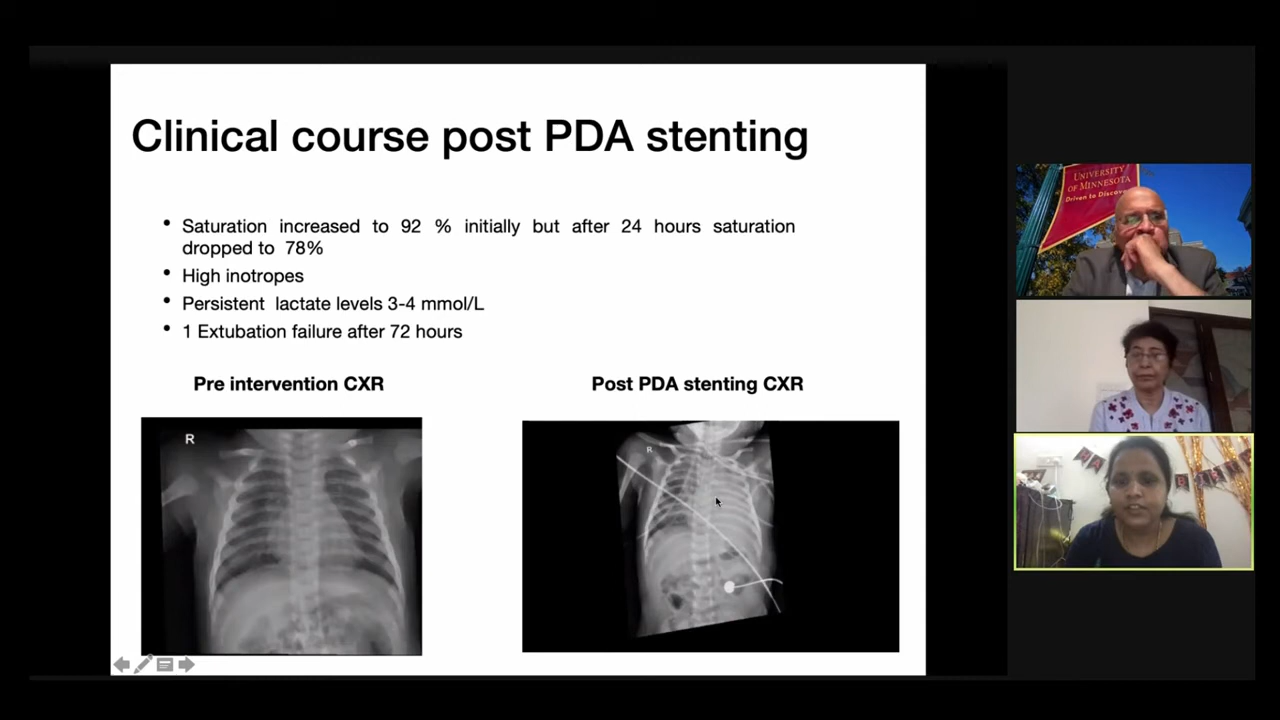 Clinical course post PDA stenting
• Saturation increased to 92 % initially but after 24 hours saturation
dropped to 78%
• High inotropes
• Persistent lactate levels 3-4 mmol/L
• 1 Extubation failure after 72 hours
Pre intervention CXR
Post PDA stenting CXR
R
R
UNIVERSITY
OF MINNESOTA
Driven to Discover